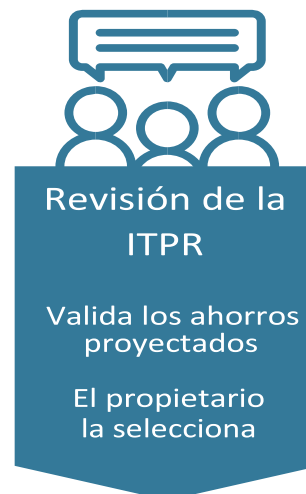 Revisión de la
ITPR
Valida los ahorros
proyectados
El propietario
la selecciona